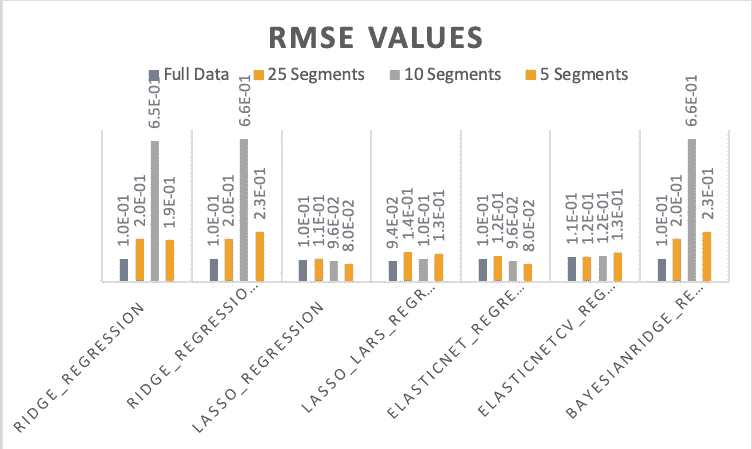 RMSE VALUES
Full Data 25 Segments 10 Segments 5 Segments
1.0E-01 2.0E-01 6.5E-01 1.9E-01
1.0E-01 2.0E-01 6.6E-01 2.3E-01
1.0E-01 1.1E-01 9.6E-02 8.0E-02
9.4E-02 1.4E-01 1.0E-01 1.3E-01
1.0E-01 1.2E-01 9.6E-02 8.0E-02
1.1E-01 1.2E-01 1.2E-01 1.3E-01
1.0E-01 2.0E-01 6.6E-01 2.3E-01
RIDGE_REGRESSION
RIDGE_REGRESSIO...
LASSO_REGRESSION
LASSO_LARS_REGR...
ELASTICNET_REGRE...
ELASTICNETCV_REG...
BAYESIANRIDGE_RE...